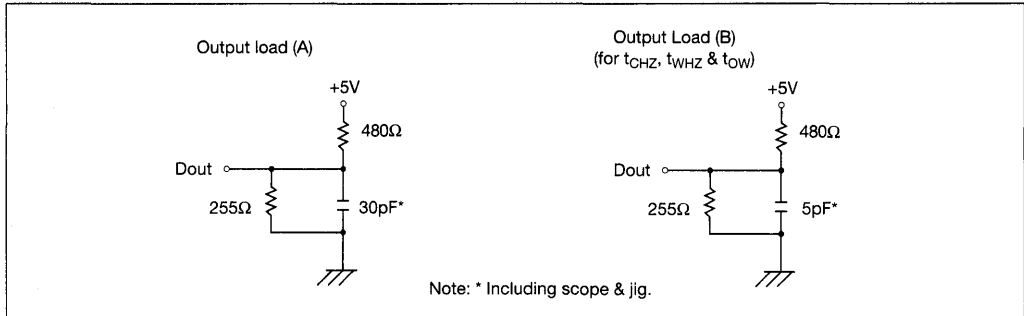 Output load (A)
+5V
480Ω
Dout
255Ω
30pF*
Output Load (B)
(for tCHZ, tWHZ & tOW)
+5V
480Ω
Dout
255Ω
5pF*
Note: * Including scope & jig.